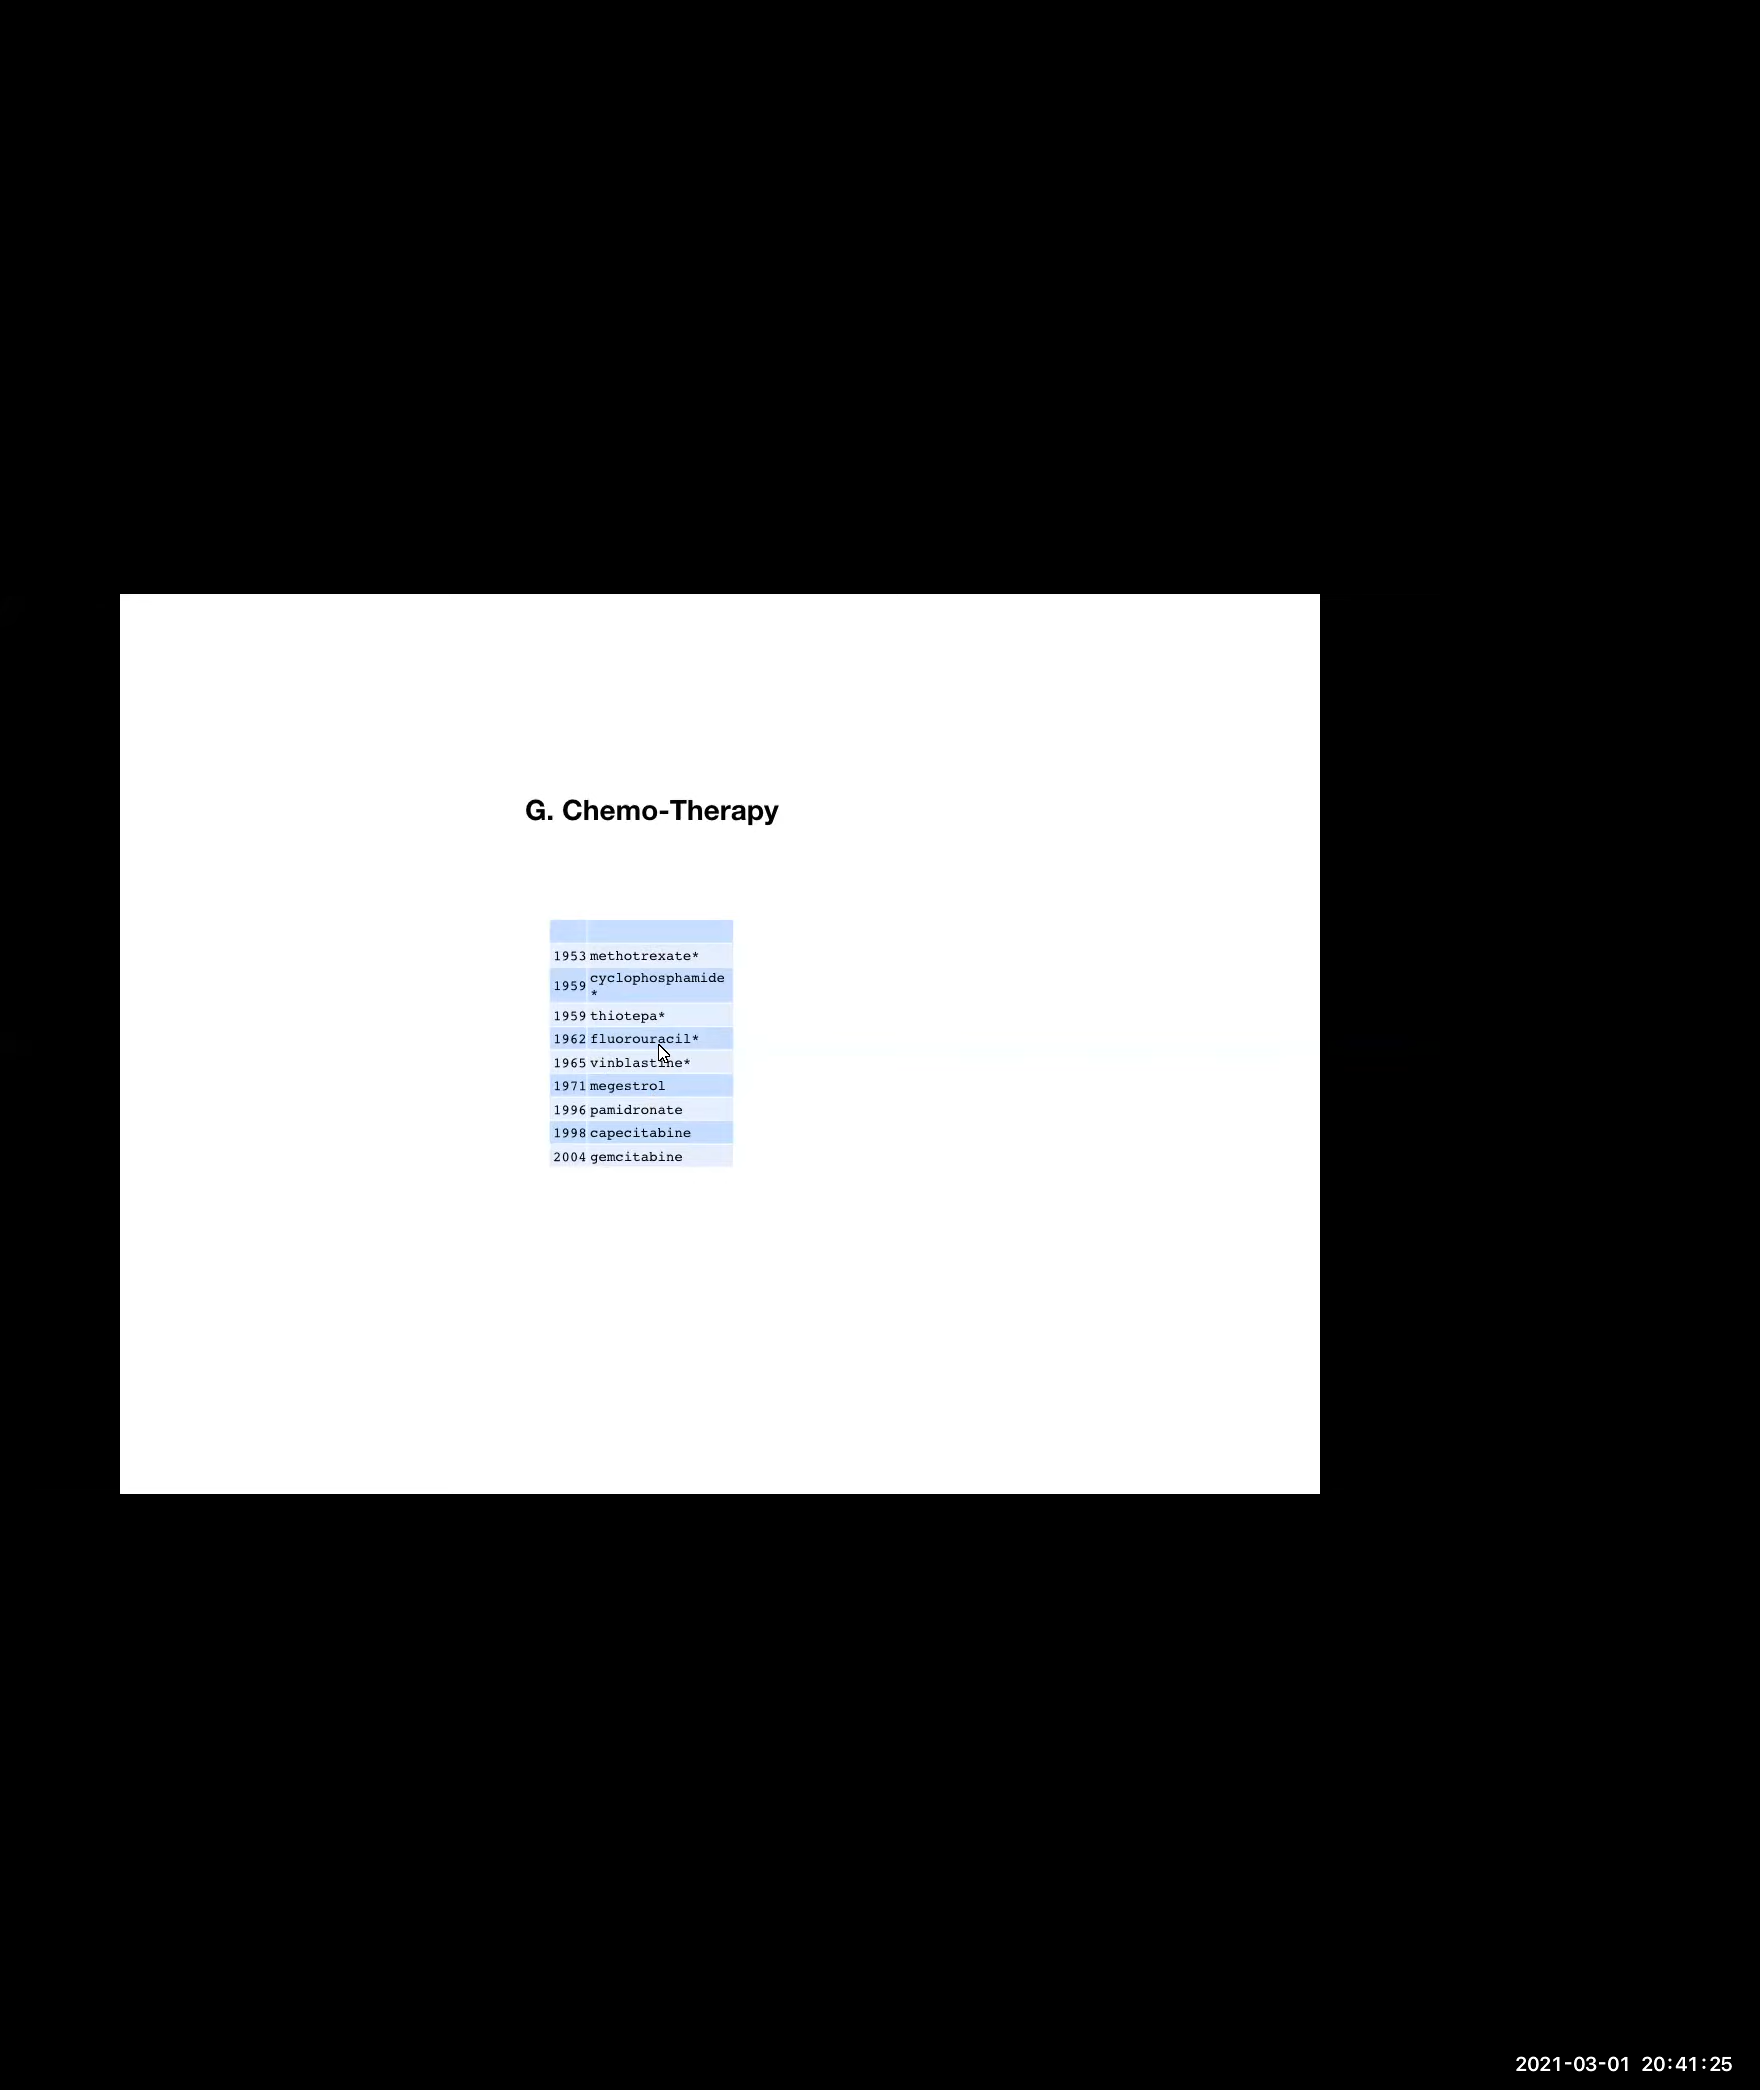 G. Chemo-Therapy
1953 methotrexate*
1959 cyclophosphamide
*
1959 thiotepa*
1962 fluorouracil*
1965 vinblastine*
1971 megestrol
1996 pamidronate
1998 capecitabine
2004 gemcitabine
2021-03-01 20:41:25